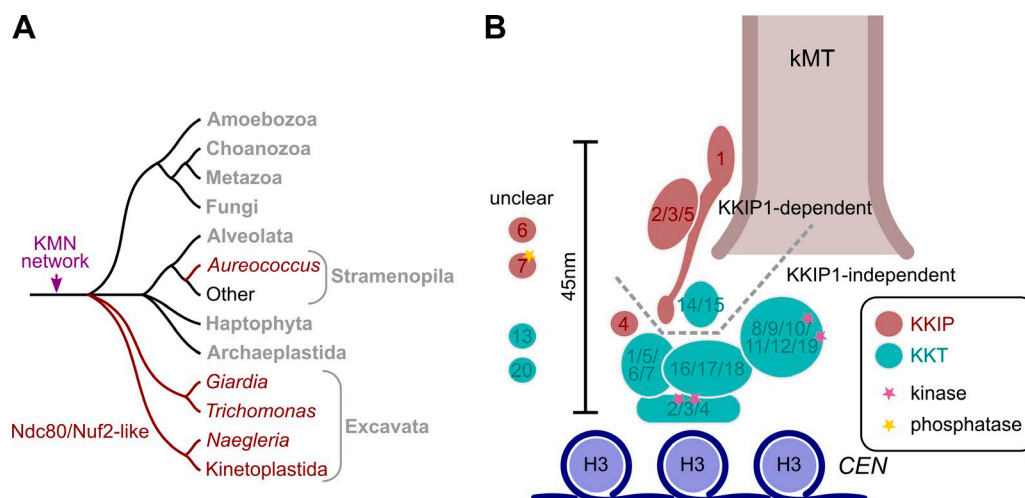 A
Amoebozoa
Choanozoa
Metazoa
Fungi
KMN
network
Alveolata
Aureococcus
Stramenopila
Other
Haptophyta
Archaeplastida
Giardia
Trichomonas
Excavata
Ndc80/Nuf2-like
Naegleria
Kinetoplastida
B
kMT
unclear
6
7
13
20
45nm
1
2/3/5
KKIP1-dependent
KKIP1-independent
14/15
4
1/5/
6/7
16/17/18
8/9/10/
11/12/19
2/3/4
H3
H3
H3
CEN
KKIP
KKT
kinase
phosphatase